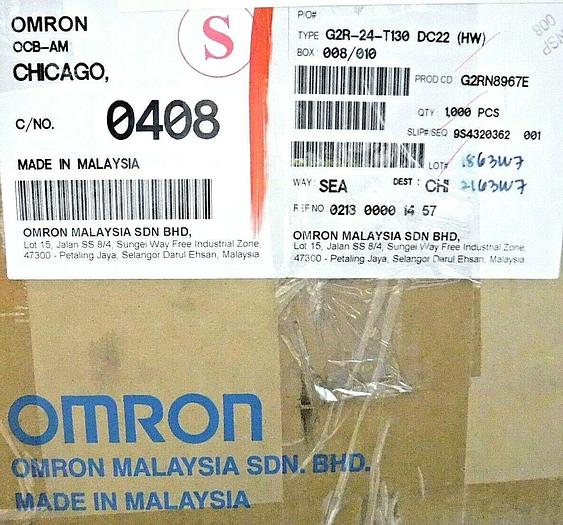 OMRON
OCB-AM
CHICAGO,
S
C/NO. 0408
MADE IN MALAYSIA
OMRON MALAYSIA SDN BHD,
Lot 15, Jalan SS 8/4, Sungei Way Free Industrial Zone,
47300 - Petaling Jaya, Selangor Darul Ehsan, Malaysia
P/O#
TYPE G2R-24-T130 DC22 (HW)
BOX: 008/010
PROD CD G2RN8967E
QTY: 1,000 PCS
SLIP#/SEQ 9S4320362 001
LOT# 1863W7
WAY: SEA DEST: CHI 2163W7
REF NO 0213 0000 14 57
OMRON MALAYSIA SDN BHD,
Lot 15, Jalan SS 8/4, Sungei Way Free Industrial Zone,
47300 - Petaling Jaya, Selangor Darul Ehsan, Malaysia
008
OMRON
OMRON MALAYSIA SDN. BHD.
MADE IN MALAYSIA